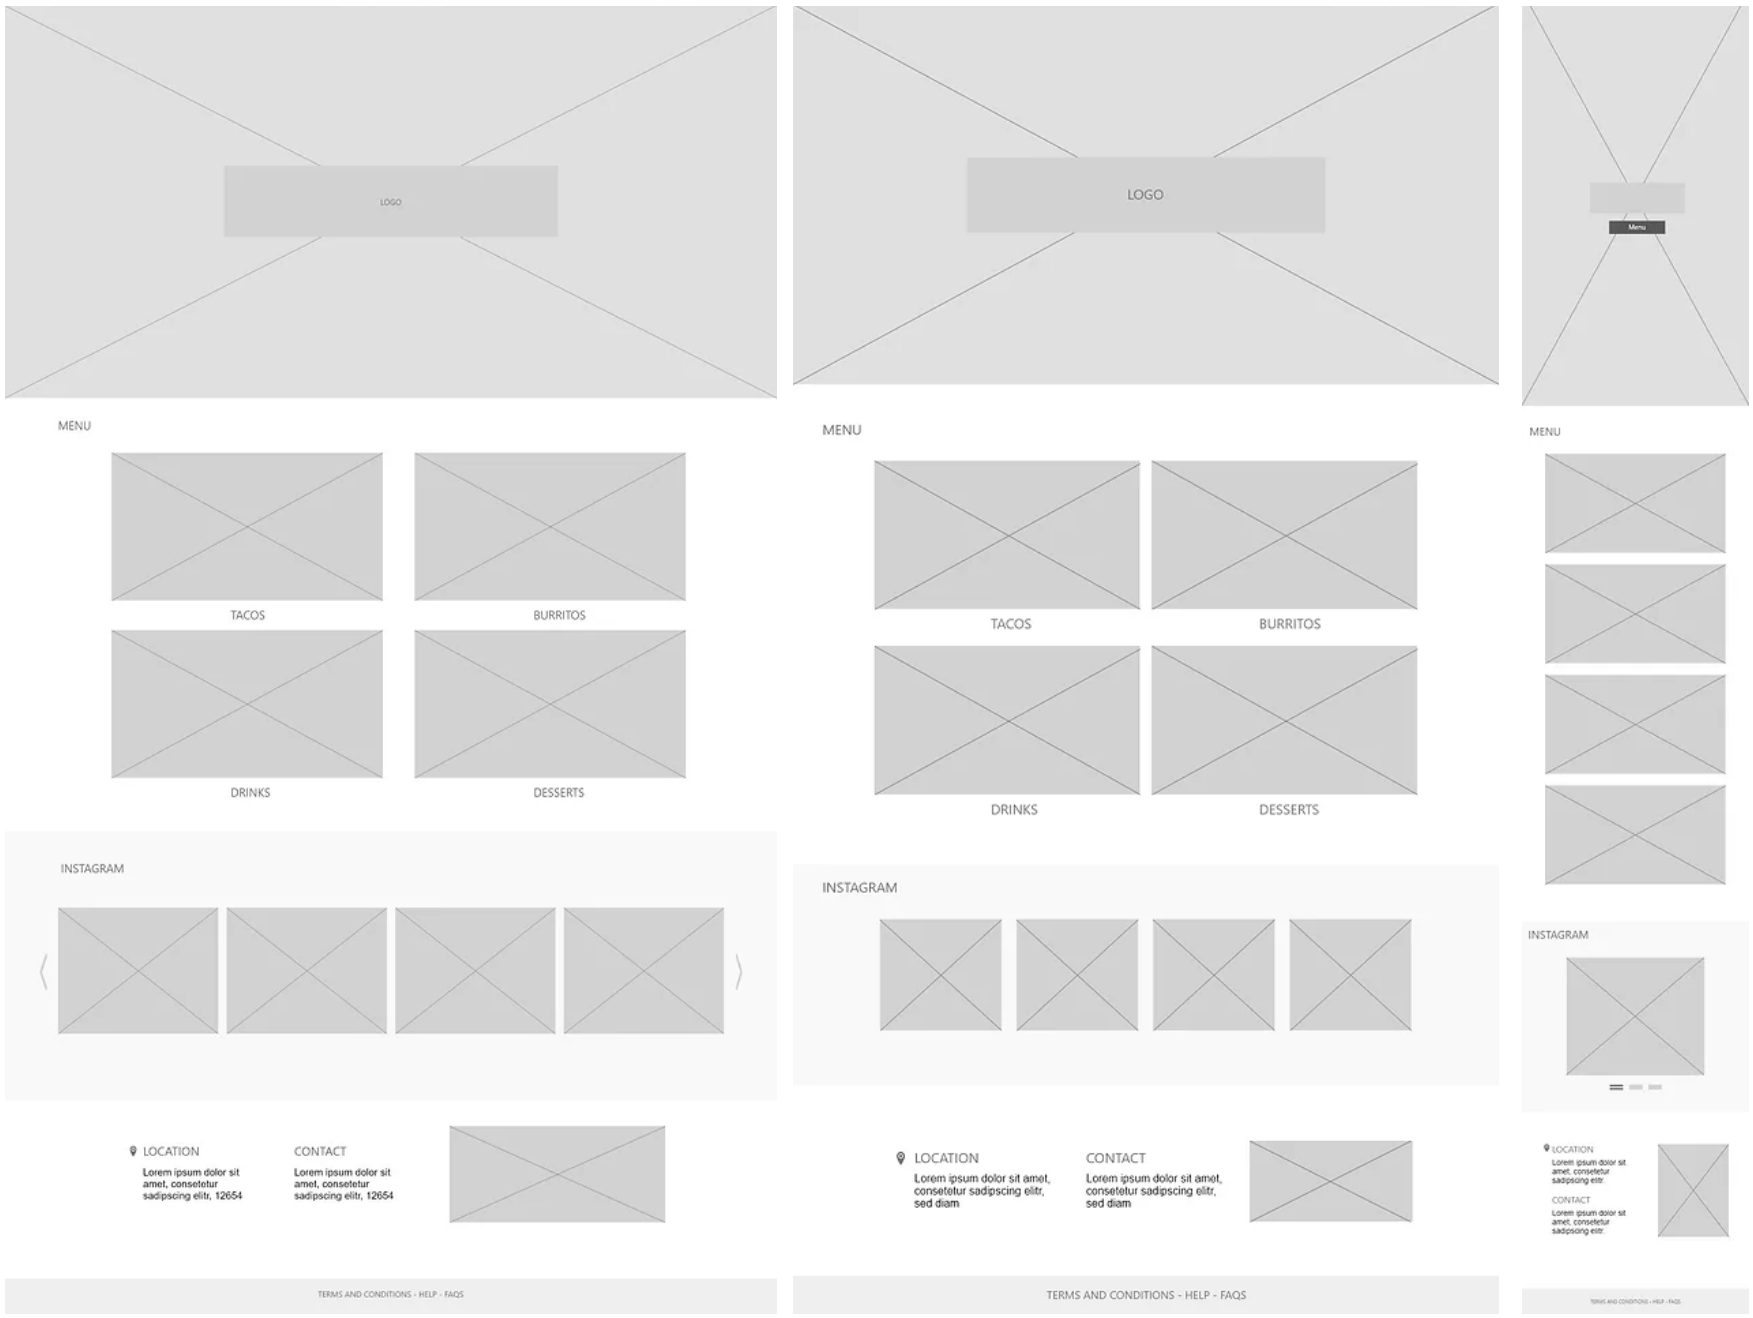 LOGO
MENU
TACOS
BURRITOS
DRINKS
DESSERTS
INSTAGRAM
LOCATION
Lorem ipsum dolor sit
amet, consetetur
sadipscing elitr, 12654
CONTACT
Lorem ipsum dolor sit
amet, consetetur
sadipscing elitr, 12654
TERMS AND CONDITIONS - HELP - FAQS
LOGO
MENU
TACOS
BURRITOS
DRINKS
DESSERTS
INSTAGRAM
LOCATION
Lorem ipsum dolor sit amet,
consetetur sadipscing elitr,
sed diam
CONTACT
Lorem ipsum dolor sit amet,
consetetur sadipscing elitr,
sed diam
TERMS AND CONDITIONS - HELP - FAQS
Menu
MENU
INSTAGRAM
LOCATION
Lorem ipsum dolor sit
amet, consetetur
sadipscing elitr.
CONTACT
Lorem ipsum dolor sit
amet, consetetur
sadipscing elitr.
TERMS AND CONDITIONS - HELP - FAQS